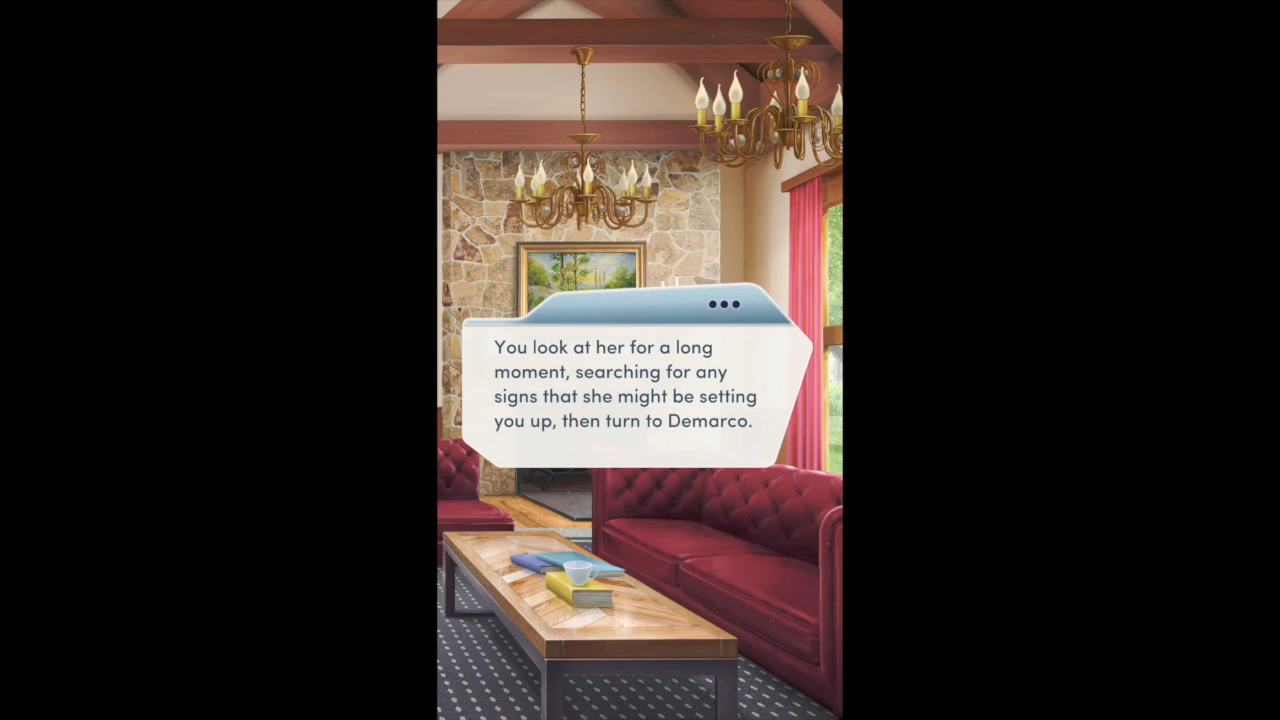 You look at her for a long
moment, searching for any
signs that she might be setting
you up, then turn to Demarco.